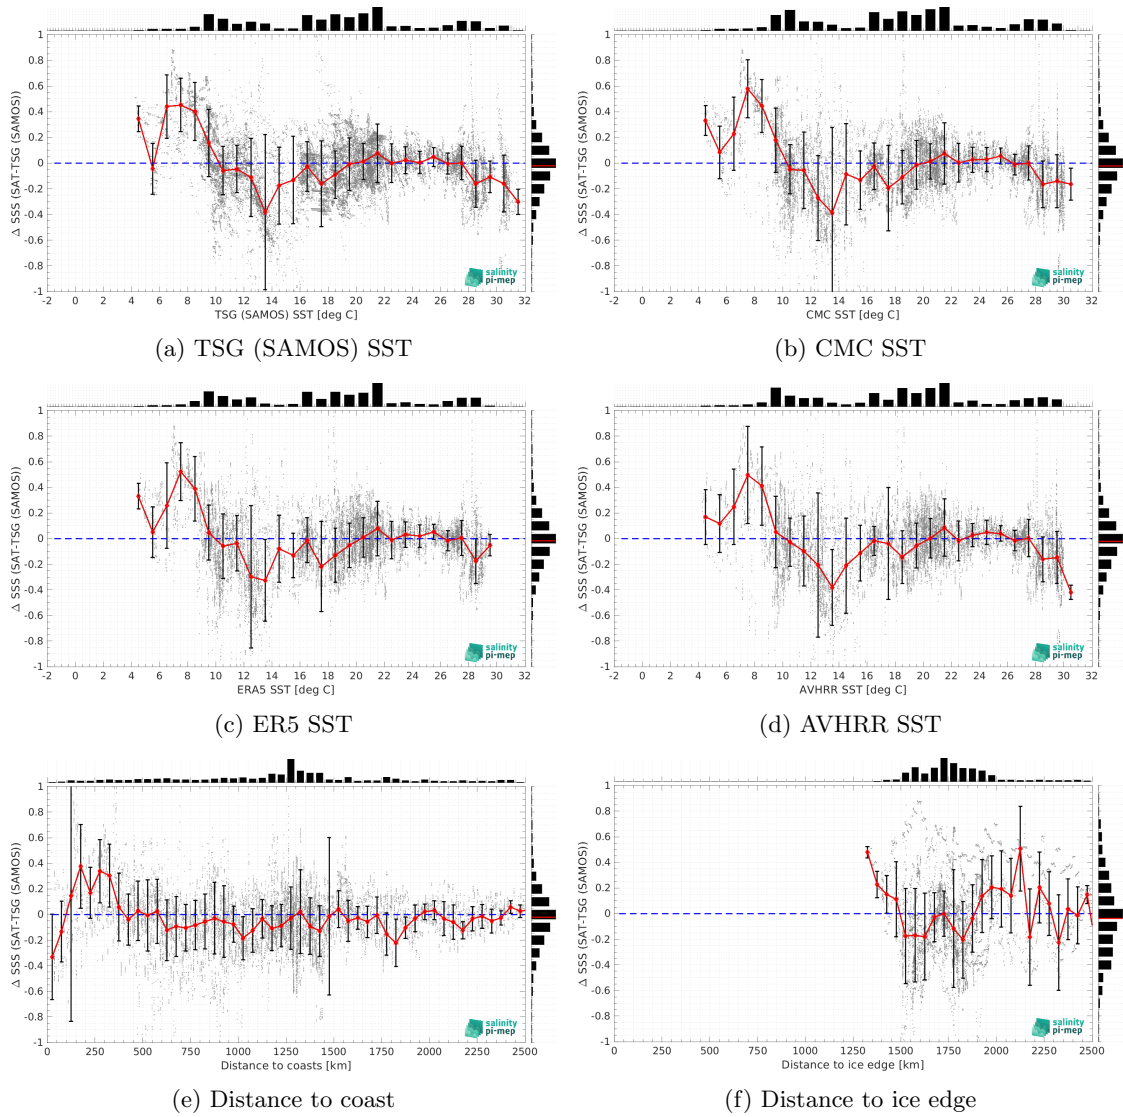 Δ SSS (SAT-TSG (SAMOS))
1
0.8
0.6
0.4
0.2
0
-0.2
-0.4
-0.6
-0.8
-1
-2 0 2 4 6 8 10 12 14 16 18 20 22 24 26 28 30 32
TSG (SAMOS) SST [deg C]
salinity
pi-mep
(a) TSG (SAMOS) SST
Δ SSS (SAT-TSG (SAMOS))
1
0.8
0.6
0.4
0.2
0
-0.2
-0.4
-0.6
-0.8
-1
-2 0 2 4 6 8 10 12 14 16 18 20 22 24 26 28 30 32
CMC SST [deg C]
salinity
pi-mep
(b) CMC SST
Δ SSS (SAT-TSG (SAMOS))
1
0.8
0.6
0.4
0.2
0
-0.2
-0.4
-0.6
-0.8
-1
-2 0 2 4 6 8 10 12 14 16 18 20 22 24 26 28 30 32
ERA5 SST [deg C]
salinity
pi-mep
(c) ER5 SST
Δ SSS (SAT-TSG (SAMOS))
1
0.8
0.6
0.4
0.2
0
-0.2
-0.4
-0.6
-0.8
-1
-2 0 2 4 6 8 10 12 14 16 18 20 22 24 26 28 30 32
AVHRR SST [deg C]
salinity
pi-mep
(d) AVHRR SST
Δ SSS (SAT-TSG (SAMOS))
1
0.8
0.6
0.4
0.2
0
-0.2
-0.4
-0.6
-0.8
-1
0 250 500 750 1000 1250 1500 1750 2000 2250 2500
Distance to coasts [km]
salinity
pi-mep
(e) Distance to coast
Δ SSS (SAT-TSG (SAMOS))
1
0.8
0.6
0.4
0.2
0
-0.2
-0.4
-0.6
-0.8
-1
0 250 500 750 1000 1250 1500 1750 2000 2250 2500
Distance to ice edge [km]
salinity
pi-mep
(f) Distance to ice edge